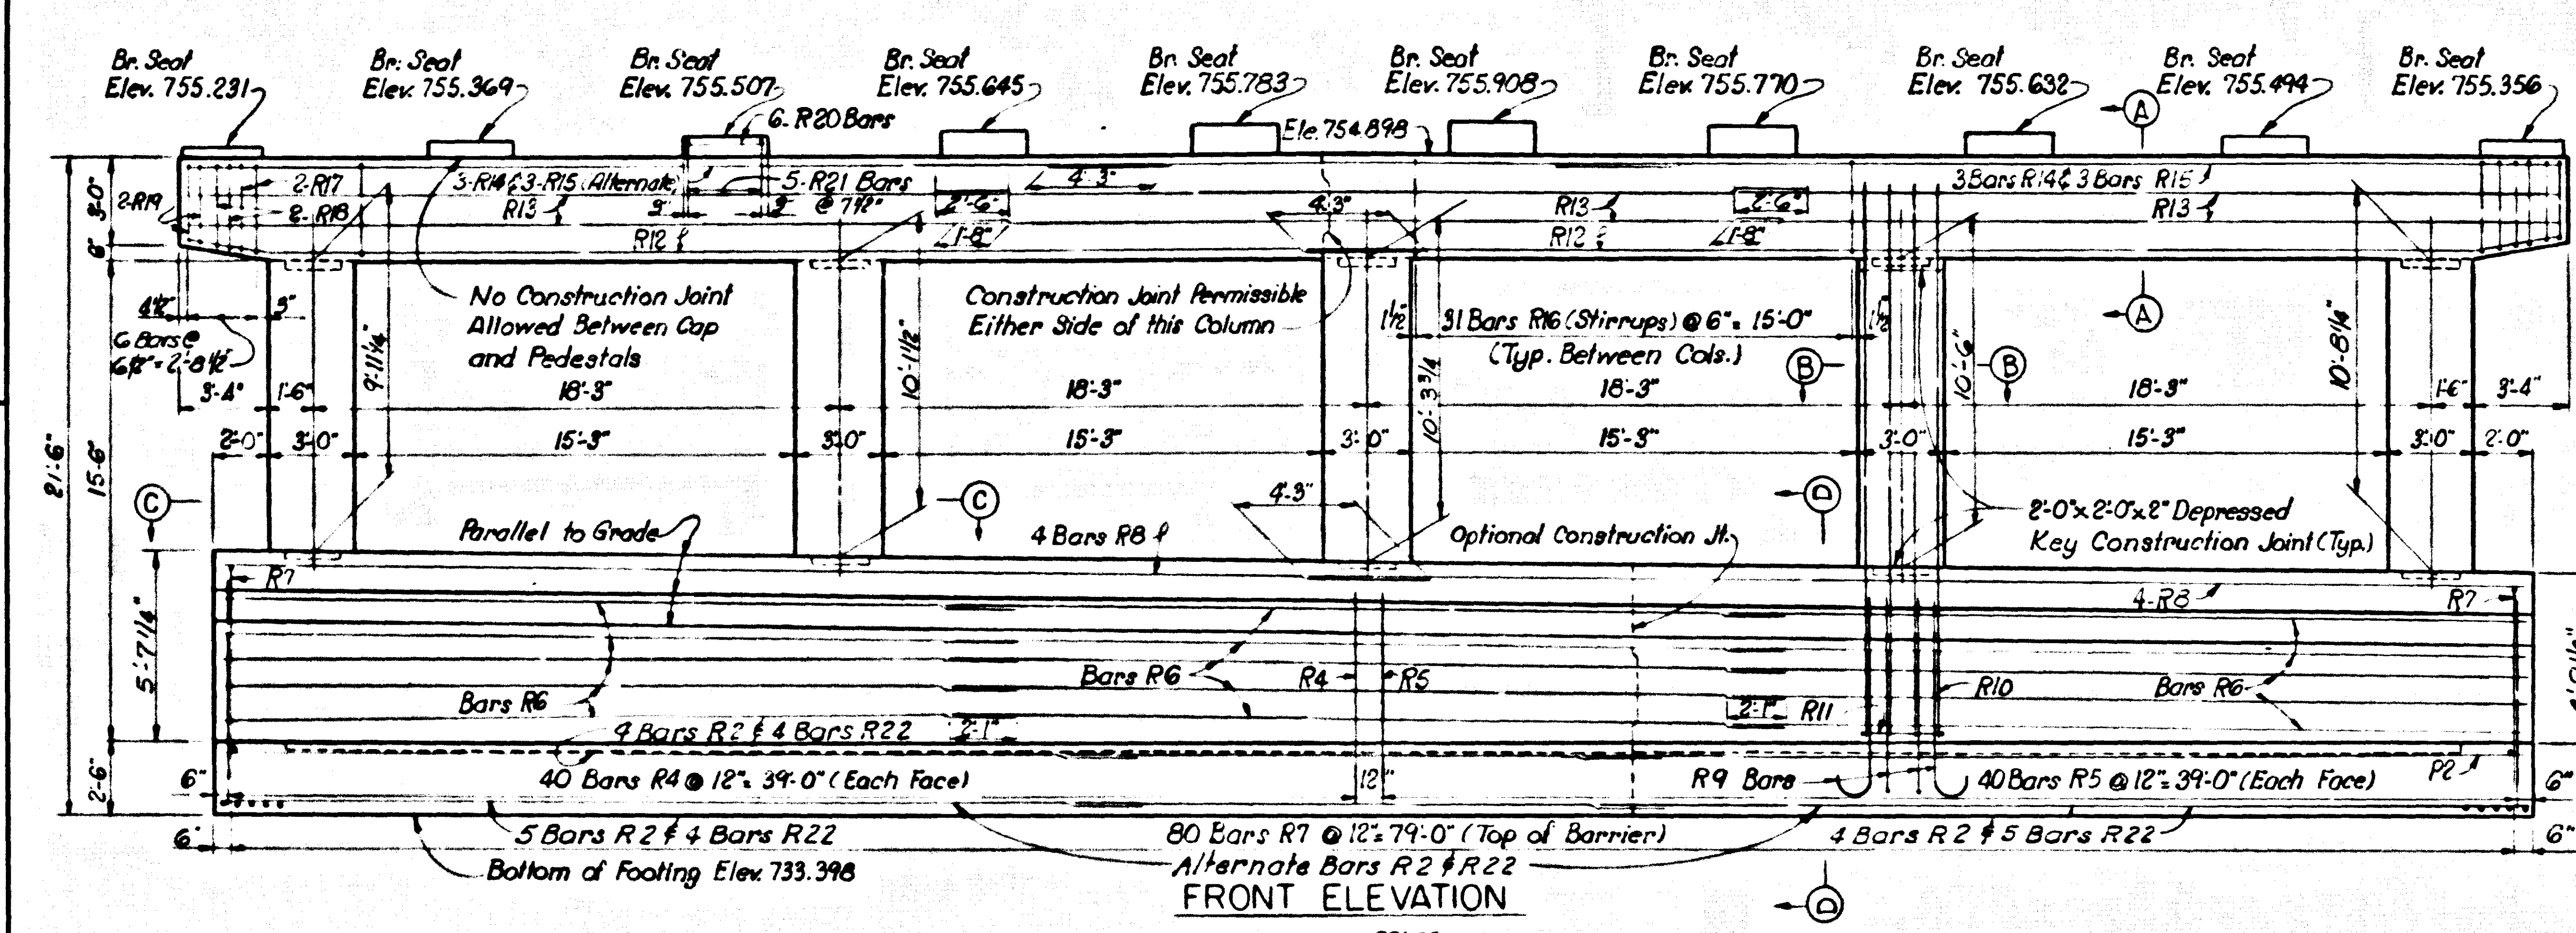 Br. Seat
Elev. 755.231
Br. Seat
Elev. 755.369
Br. Seat
Elev. 755.507
Br. Seat
Elev. 755.645
Br. Seat
Elev. 755.783
Br. Seat
Elev. 755.908
Br. Seat
Elev. 755.770
Br. Seat
Elev. 755.632
Br. Seat
Elev. 755.494
Br. Seat
Elev. 755.356
A
6-R20 Bars
Ele. 754.898
3'-0"
2-R19
2-R17
2-R18
3-R14 & 3-R15 (Alternate)
R13
R12
5-R21 Bars
@ 7½"
2'-6"
1'-8"
4'-3"
4'-3"
R13
R12
2'-6"
1'-8"
3 Bars R14 & 3 Bars R15
R13
6"
4½"
3"
6 Bars @
6½" = 2'-8½"
No Construction Joint
Allowed Between Cap
and Pedestals
Construction Joint Permissible
Either Side of this Column
1½"
31 Bars R16 (Stirrups) @ 6" = 15'-0"
(Typ. Between Cols.)
1½"
A
B
B
9'-11¼"
10'-1½"
10'-3¾
10'-6"
10'-8¼"
3'-4"
1'-6"
18'-3"
18'-3"
18'-3"
18'-3"
1'-6"
3'-4"
2'-0"
3'-0"
15'-3"
3'-0"
15'-3"
3'-0"
15'-3"
3'-0"
15'-3"
3'-0"
2'-0"
21'-6"
15'-6"
C
C
4'-3"
D
2'-0"x2'-0"x2" Depressed
Key Construction Joint (Typ.)
Parallel to Grade
4 Bars R8
Optional Construction Jt.
R7
4-R8
R7
5'-7¼"
Bars R6
Bars R6
R4
R5
2'-1"
R11
R10
Bars R6
4 Bars R2 & 4 Bars R22
2'-1"
2'-6"
6"
40 Bars R4 @ 12" = 39'-0" (Each Face)
12"
R9 Bars
40 Bars R5 @ 12" = 39'-0" (Each Face)
P2
6"
6"
5 Bars R2 & 4 Bars R22
80 Bars R7 @ 12" = 79'-0" (Top of Barrier)
4 Bars R2 & 5 Bars R22
6"
Bottom of Footing Elev. 733.398
Alternate Bars R2 & R22
FRONT ELEVATION
D